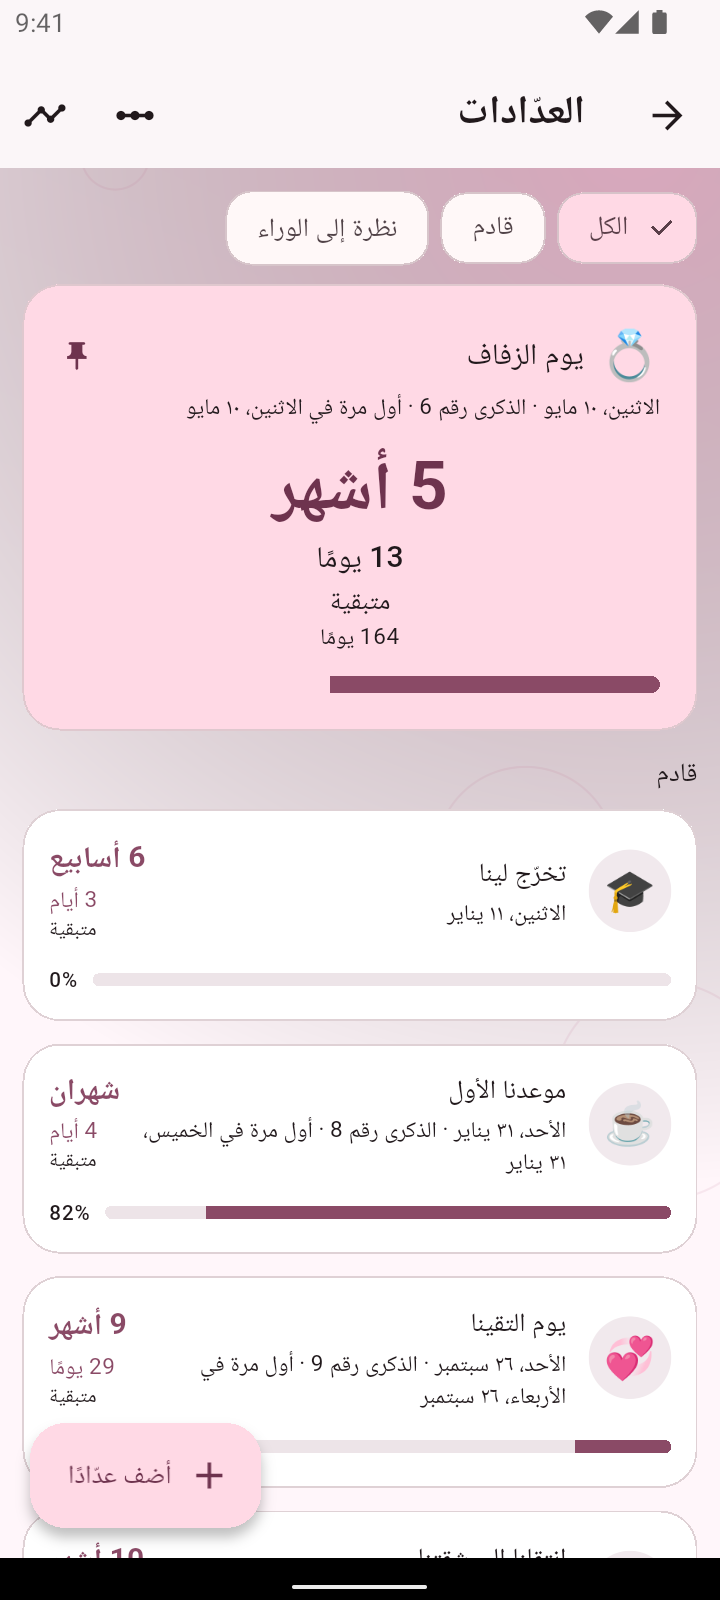 9:41
العدّادات
الكل
قادم
نظرة إلى الوراء
يوم الزفاف
الاثنين، ١٠ مايو · الذكرى رقم 6 · أول مرة في الاثنين، ١٠ مايو
5 أشهر
13 يومًا
متبقية
164 يومًا
قادم
تخرّج لينا
الاثنين، ١١ يناير
6 أسابيع
3 أيام
متبقية
0%
موعدنا الأول
الأحد، ٣١ يناير · الذكرى رقم 8 · أول مرة في الخميس،
٣١ يناير
شهران
4 أيام
متبقية
82%
يوم التقينا
الأحد، ٢٦ سبتمبر · الذكرى رقم 9 · أول مرة في
الأربعاء، ٢٦ سبتمبر
9 أشهر
29 يومًا
متبقية
أضف عدّادًا